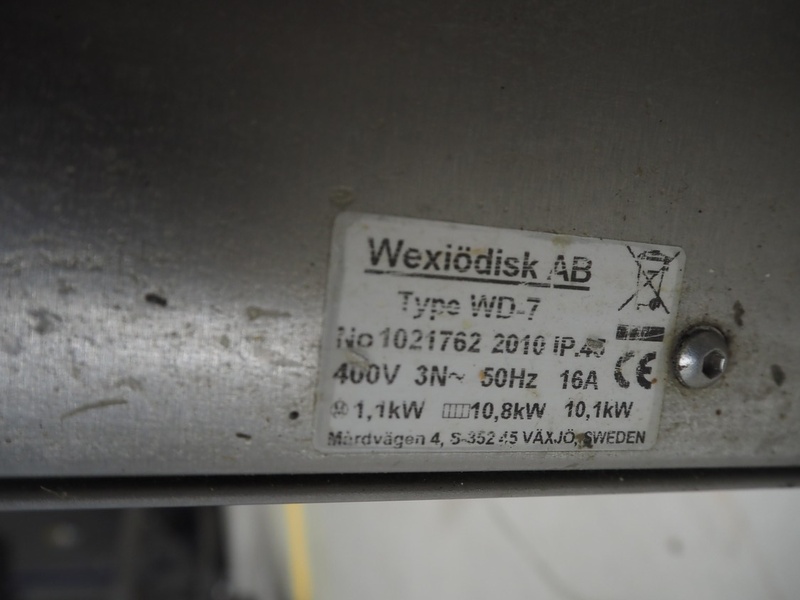 Wexiödisk AB
Type WD-7
No 1021762 2010 IP.45
400V 3N~ 50Hz 16A CE
1,1kW 10,8kW 10,1kW
Mårdvägen 4, S-352 45 VÄXJÖ, SWEDEN